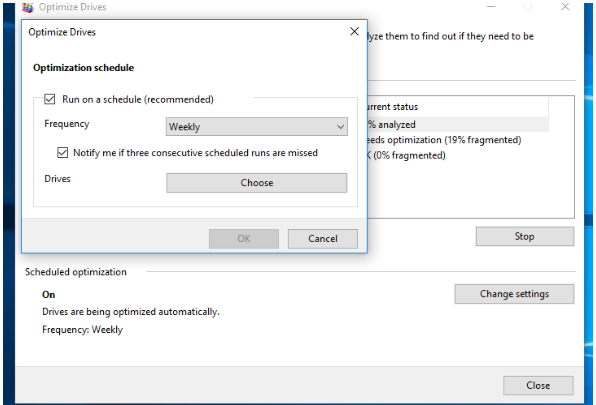 Optimize Drives
Optimize Drives
lyze them to find out if they need to be
Optimization schedule
Run on a schedule (recommended)
Frequency
Weekly
Notify me if three consecutive scheduled runs are missed
Drives
Choose
OK
Cancel
urrent status
% analyzed
eeds optimization (19% fragmented)
K (0% fragmented)
Stop
Scheduled optimization
On
Drives are being optimized automatically.
Frequency: Weekly
Change settings
Close